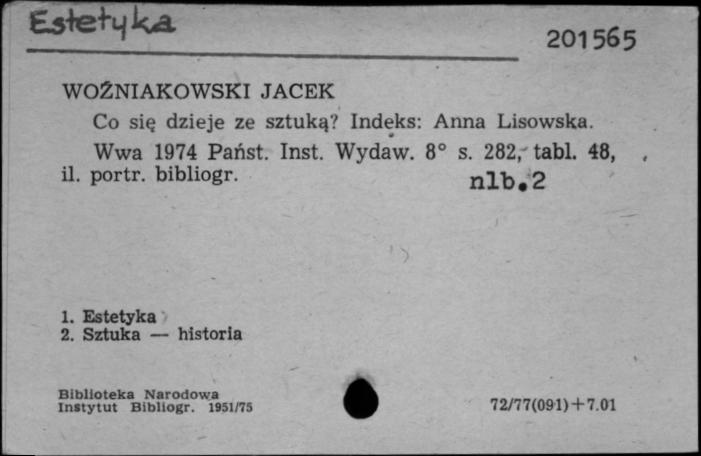 Estetyka
201565
WOŹNIAKOWSKI JACEK
Co się dzieje ze sztuką? Indeks: Anna Lisowska.
Wwa 1974 Państ. Inst. Wydaw. 8° s. 282, tabl. 48,
il. portr. bibliogr. nlb.2
1. Estetyka
2. Sztuka — historia
Biblioteka Narodowa
Instytut Bibliogr. 1951/75
72/77(091)+7.01